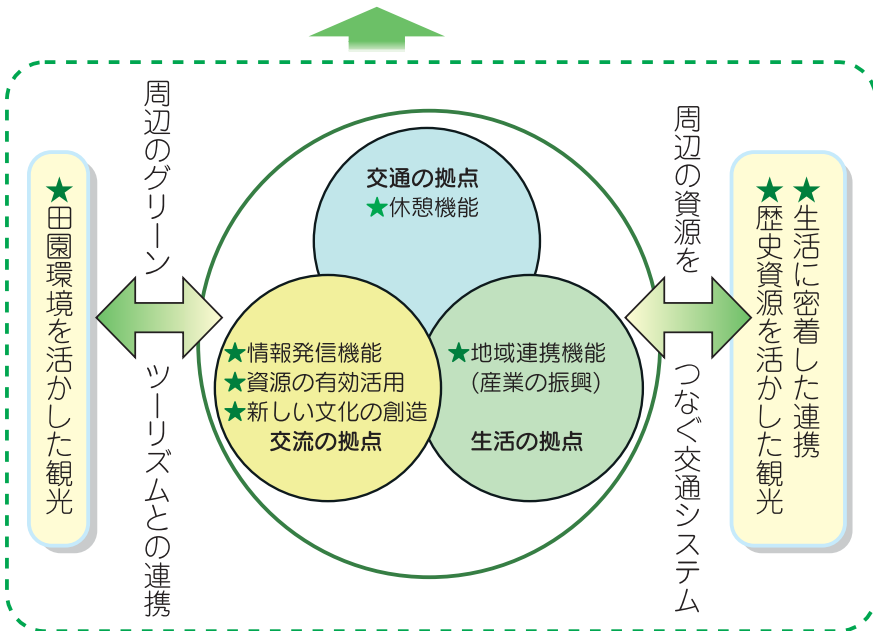 ★田園環境を活かした観光
周辺のグリーン
ツーリズムとの連携
交通の拠点
★休憩機能
★情報発信機能
★資源の有効活用
★新しい文化の創造
交流の拠点
★地域連携機能
(産業の振興)
生活の拠点
周辺の資源を
つなぐ交通システム
★生活に密着した連携
★歴史資源を活かした観光